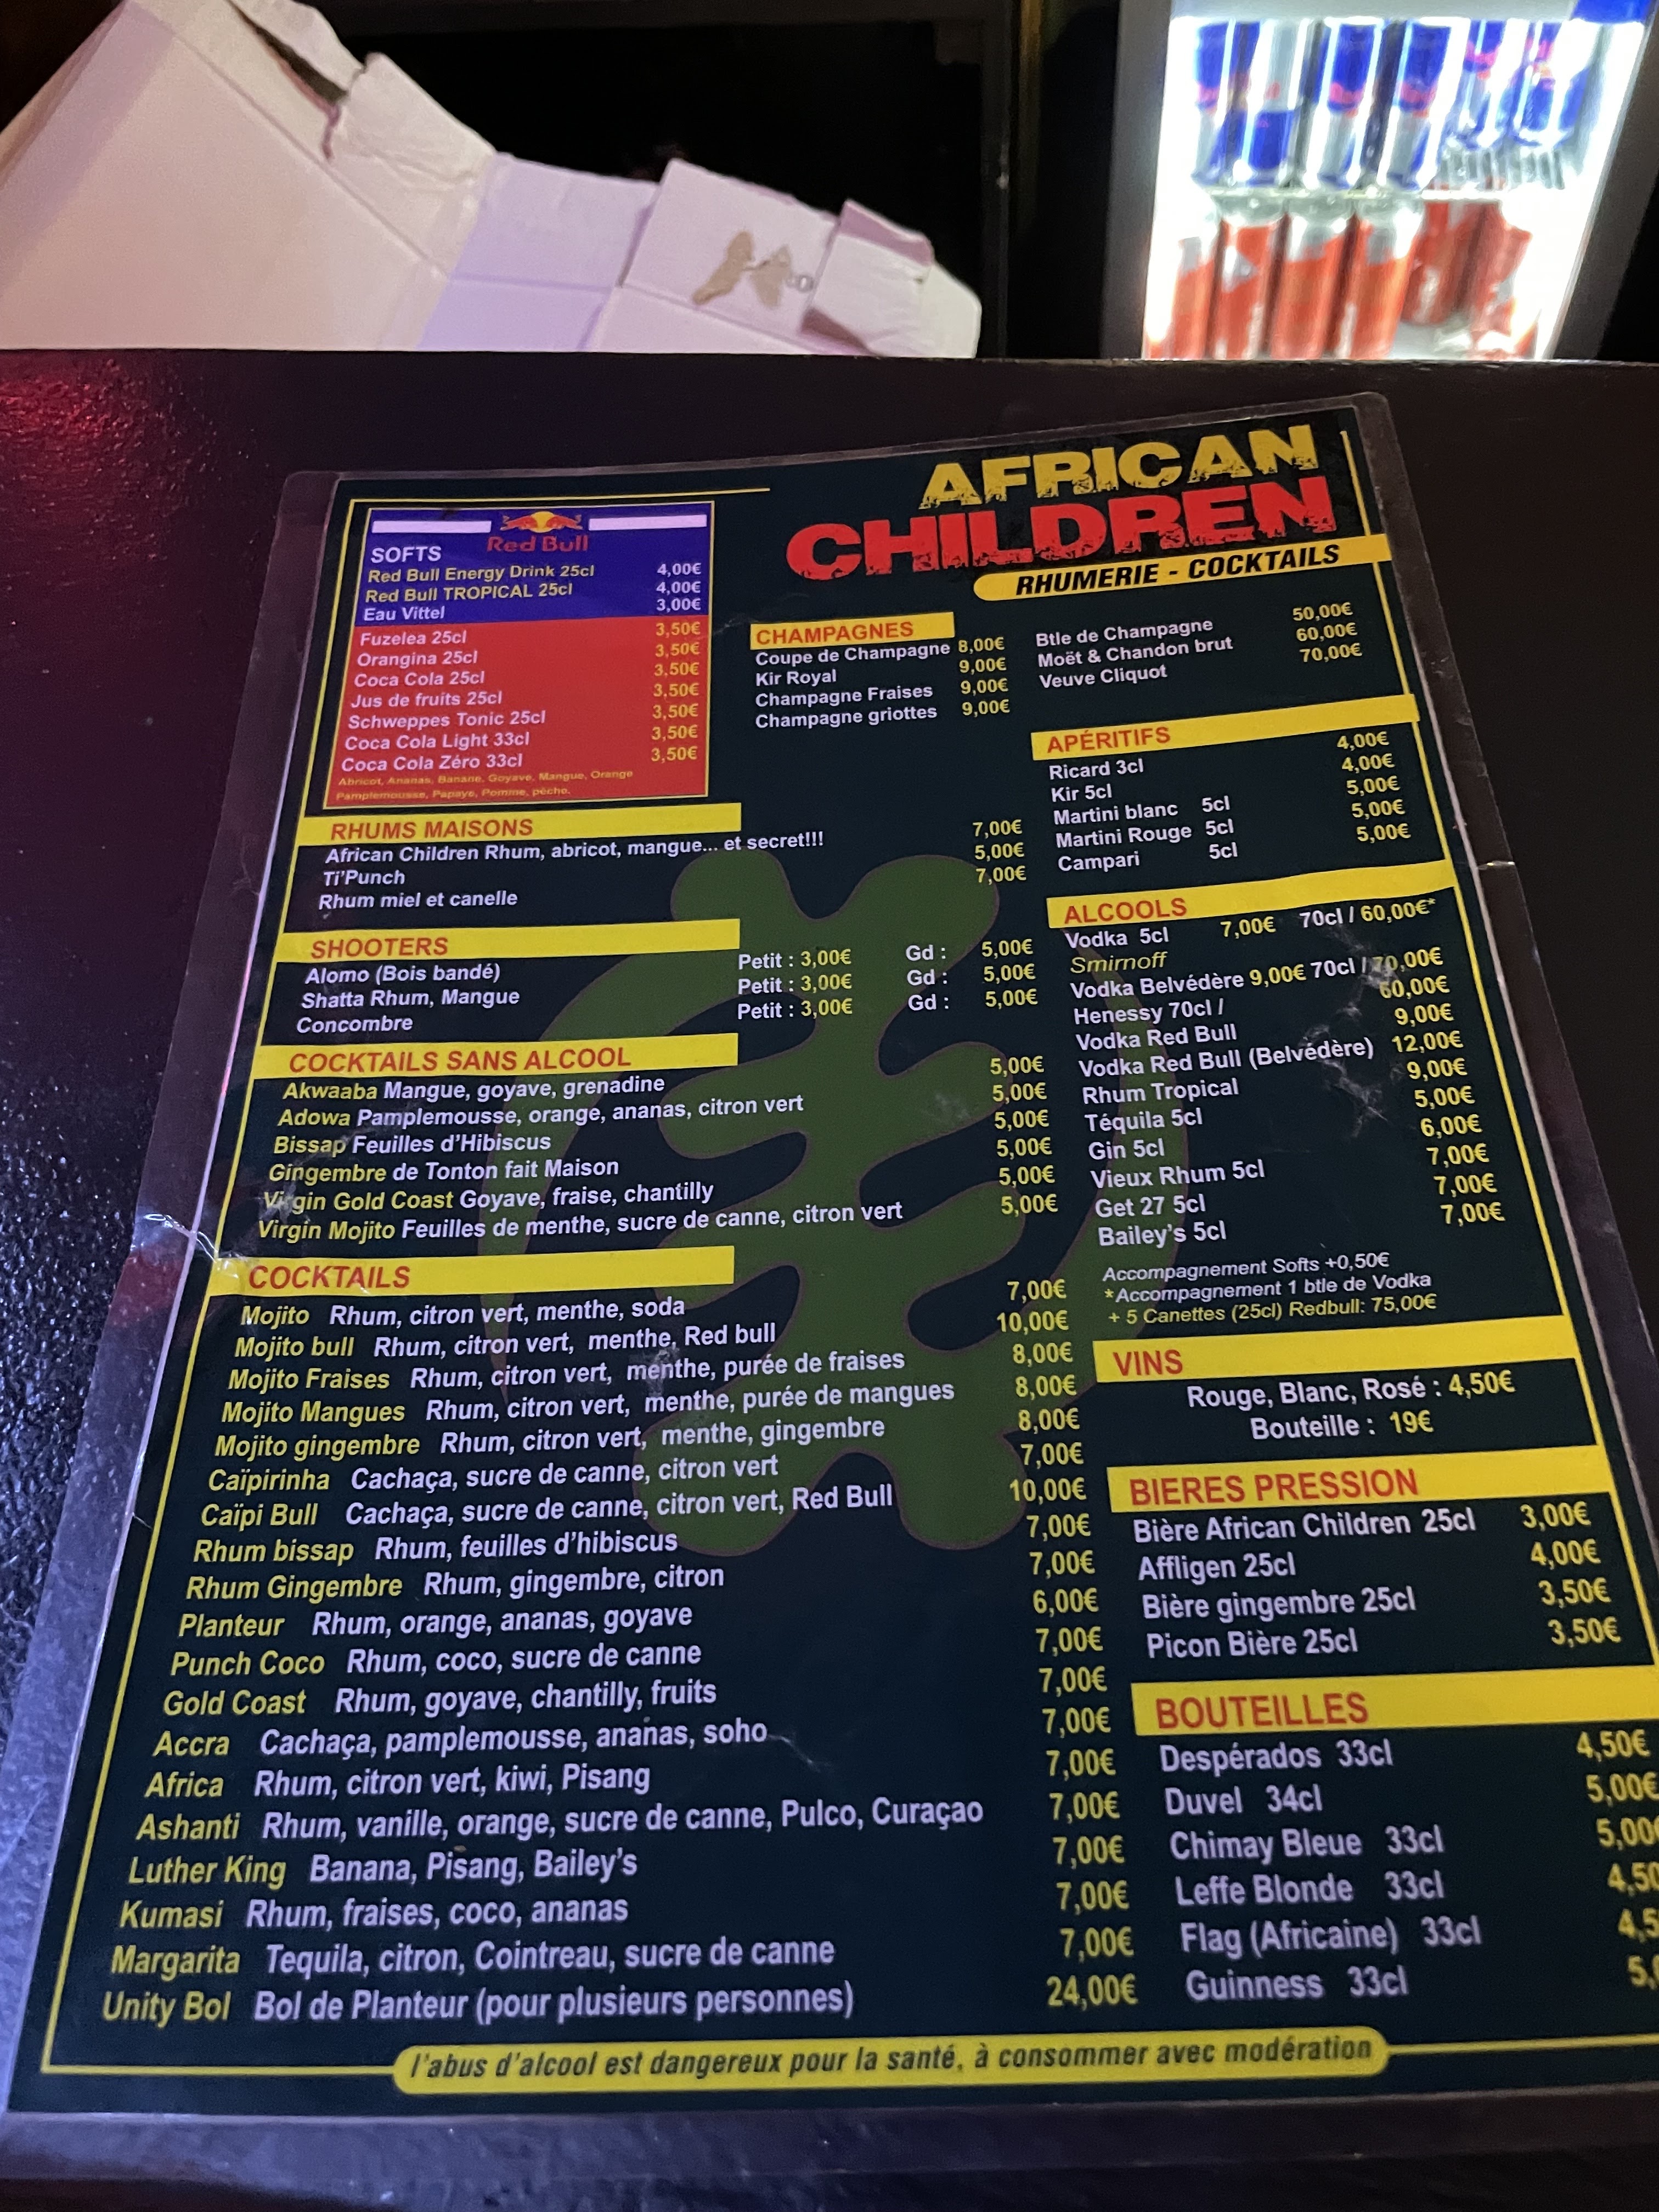 AFRICAN
CHILDREN
RHUMERIE - COCKTAILS
Red Bull
SOFTS
Red Bull Energy Drink 25cl 4,00€
Red Bull TROPICAL 25cl 4,00€
Eau Vittel 3,00€
Fuzelea 25cl 3,50€
Orangina 25cl 3,50€
Coca Cola 25cl 3,50€
Jus de fruits 25cl 3,50€
Schweppes Tonic 25cl 3,50€
Coca Cola Light 33cl 3,50€
Coca Cola Zéro 33cl 3,50€
Abricot, Ananas, Banane, Goyave, Mangue, Orange
Pamplemousse, Papaye, Pomme, pêche.
CHAMPAGNES
Coupe de Champagne 8,00€
Kir Royal 9,00€
Champagne Fraises 9,00€
Champagne griottes 9,00€
Btle de Champagne 50,00€
Moët & Chandon brut 60,00€
Veuve Cliquot 70,00€
RHUMS MAISONS
African Children Rhum, abricot, mangue... et secret!!! 7,00€
Ti'Punch 5,00€
Rhum miel et canelle 7,00€
SHOOTERS
Alomo (Bois bandé) Petit : 3,00€ Gd : 5,00€
Shatta Rhum, Mangue Petit : 3,00€ Gd : 5,00€
Concombre Petit : 3,00€ Gd : 5,00€
COCKTAILS SANS ALCOOL
Akwaaba Mangue, goyave, grenadine 5,00€
Adowa Pamplemousse, orange, ananas, citron vert 5,00€
Bissap Feuilles d'Hibiscus 5,00€
Gingembre de Tonton fait Maison 5,00€
Virgin Gold Coast Goyave, fraise, chantilly 5,00€
Virgin Mojito Feuilles de menthe, sucre de canne, citron vert 5,00€
COCKTAILS
Mojito Rhum, citron vert, menthe, soda 7,00€
Mojito bull Rhum, citron vert, menthe, Red bull 10,00€
Mojito Fraises Rhum, citron vert, menthe, purée de fraises 8,00€
Mojito Mangues Rhum, citron vert, menthe, purée de mangues 8,00€
Mojito gingembre Rhum, citron vert, menthe, gingembre 8,00€
Caïpirinha Cachaça, sucre de canne, citron vert 7,00€
Caïpi Bull Cachaça, sucre de canne, citron vert, Red Bull 10,00€
Rhum bissap Rhum, feuilles d'hibiscus 7,00€
Rhum Gingembre Rhum, gingembre, citron 7,00€
Planteur Rhum, orange, ananas, goyave 6,00€
Punch Coco Rhum, coco, sucre de canne 7,00€
Gold Coast Rhum, goyave, chantilly, fruits 7,00€
Accra Cachaça, pamplemousse, ananas, soho 7,00€
Africa Rhum, citron vert, kiwi, Pisang 7,00€
Ashanti Rhum, vanille, orange, sucre de canne, Pulco, Curaçao 7,00€
Luther King Banana, Pisang, Bailey's 7,00€
Kumasi Rhum, fraises, coco, ananas 7,00€
Margarita Tequila, citron, Cointreau, sucre de canne 7,00€
Unity Bol Bol de Planteur (pour plusieurs personnes) 24,00€
APÉRITIFS
Ricard 3cl 4,00€
Kir 5cl 4,00€
Martini blanc 5cl 5,00€
Martini Rouge 5cl 5,00€
Campari 5cl 5,00€
ALCOOLS
Vodka 5cl 7,00€ 70cl / 60,00€*
Smirnoff
Vodka Belvédère 9,00€ 70cl / 70,00€
Henessy 70cl / 60,00€
Vodka Red Bull 9,00€
Vodka Red Bull (Belvédère) 12,00€
Rhum Tropical 9,00€
Téquila 5cl 5,00€
Gin 5cl 6,00€
Vieux Rhum 5cl 7,00€
Get 27 5cl 7,00€
Bailey's 5cl 7,00€
Accompagnement Softs +0,50€
*Accompagnement 1 btle de Vodka
+ 5 Canettes (25cl) Redbull: 75,00€
VINS
Rouge, Blanc, Rosé : 4,50€
Bouteille : 19€
BIERES PRESSION
Bière African Children 25cl 3,00€
Affligen 25cl 4,00€
Bière gingembre 25cl 3,50€
Picon Bière 25cl 3,50€
BOUTEILLES
Despérados 33cl 4,50€
Duvel 34cl 5,00€
Chimay Bleue 33cl 5,00€
Leffe Blonde 33cl 4,50
Flag (Africaine) 33cl 4,5
Guinness 33cl 5,
l'abus d'alcool est dangereux pour la santé, à consommer avec modération